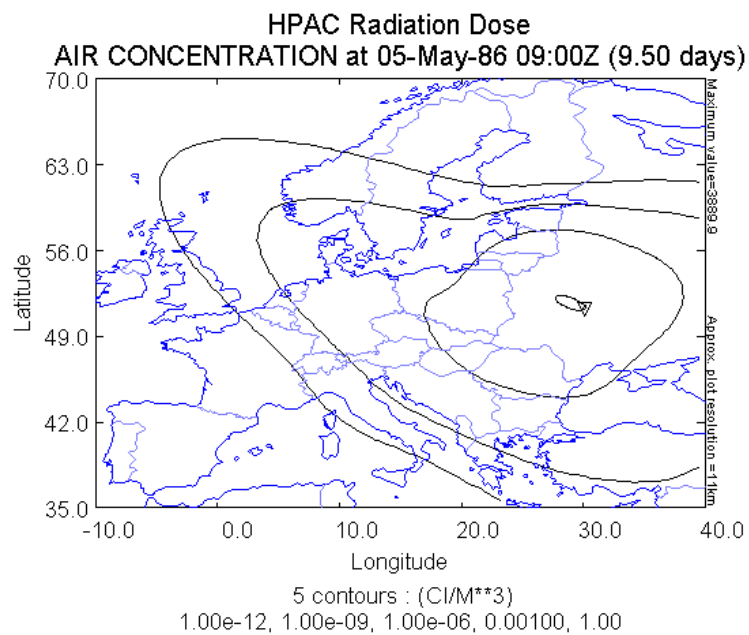 HPAC Radiation Dose
AIR CONCENTRATION at 05-May-86 09:00Z (9.50 days)
70.0
63.0
56.0
49.0
42.0
35.0
Latitude
-10.0 0.0 10.0 20.0 30.0 40.0
Longitude
Maximum value=3889.9
Approx. plot resolution =11km
5 contours : (CI/M**3)
1.00e-12, 1.00e-09, 1.00e-06, 0.00100, 1.00